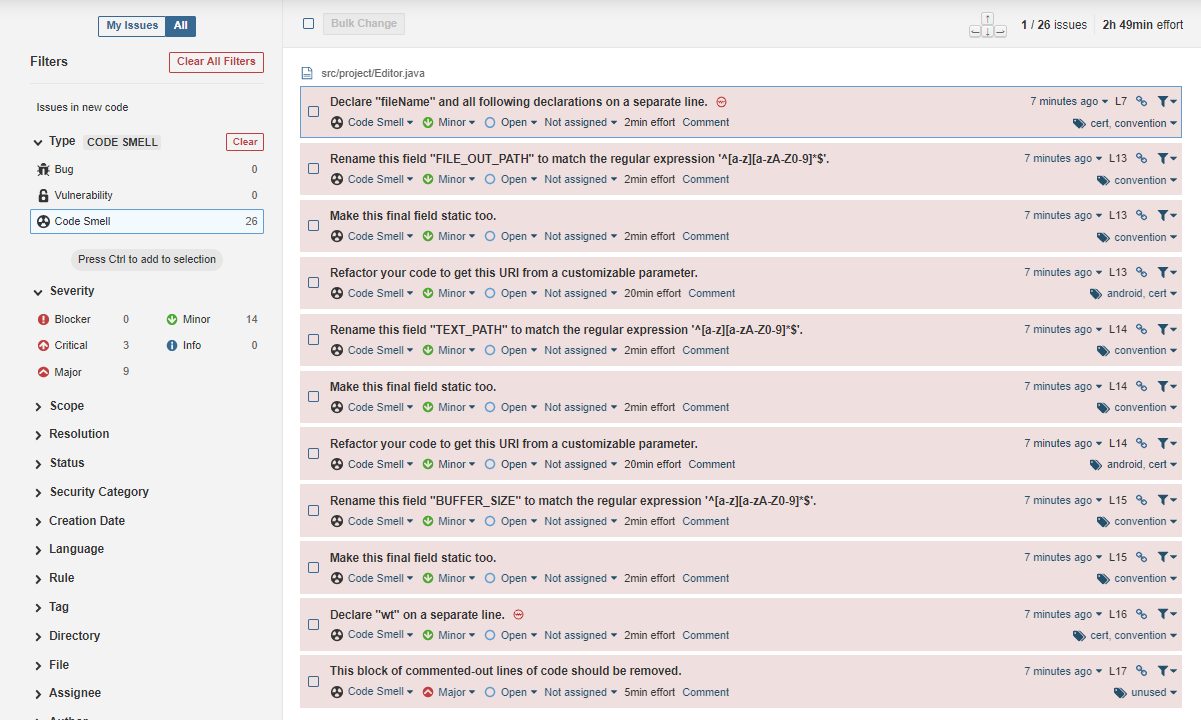 My Issues All
Filters Clear All Filters
Issues in new code
Type CODE SMELL Clear
Bug 0
Vulnerability 0
Code Smell 26
Press Ctrl to add to selection
Severity
Blocker 0 Minor 14
Critical 3 Info 0
Major 9
Scope
Resolution
Status
Security Category
Creation Date
Language
Rule
Tag
Directory
File
Assignee
Author
Bulk Change 1 / 26 issues 2h 49min effort
src/project/Editor.java
Declare "fileName" and all following declarations on a separate line. 7 minutes ago L7
Code Smell Minor Open Not assigned 2min effort Comment cert, convention
Rename this field "FILE_OUT_PATH" to match the regular expression '^[a-z][a-zA-Z0-9]*$'. 7 minutes ago L13
Code Smell Minor Open Not assigned 2min effort Comment convention
Make this final field static too. 7 minutes ago L13
Code Smell Minor Open Not assigned 2min effort Comment convention
Refactor your code to get this URI from a customizable parameter. 7 minutes ago L13
Code Smell Minor Open Not assigned 20min effort Comment android, cert
Rename this field "TEXT_PATH" to match the regular expression '^[a-z][a-zA-Z0-9]*$'. 7 minutes ago L14
Code Smell Minor Open Not assigned 2min effort Comment convention
Make this final field static too. 7 minutes ago L14
Code Smell Minor Open Not assigned 2min effort Comment convention
Refactor your code to get this URI from a customizable parameter. 7 minutes ago L14
Code Smell Minor Open Not assigned 20min effort Comment android, cert
Rename this field "BUFFER_SIZE" to match the regular expression '^[a-z][a-zA-Z0-9]*$'. 7 minutes ago L15
Code Smell Minor Open Not assigned 2min effort Comment convention
Make this final field static too. 7 minutes ago L15
Code Smell Minor Open Not assigned 2min effort Comment convention
Declare "wt" on a separate line. 7 minutes ago L16
Code Smell Minor Open Not assigned 2min effort Comment cert, convention
This block of commented-out lines of code should be removed. 7 minutes ago L17
Code Smell Major Open Not assigned 5min effort Comment unused